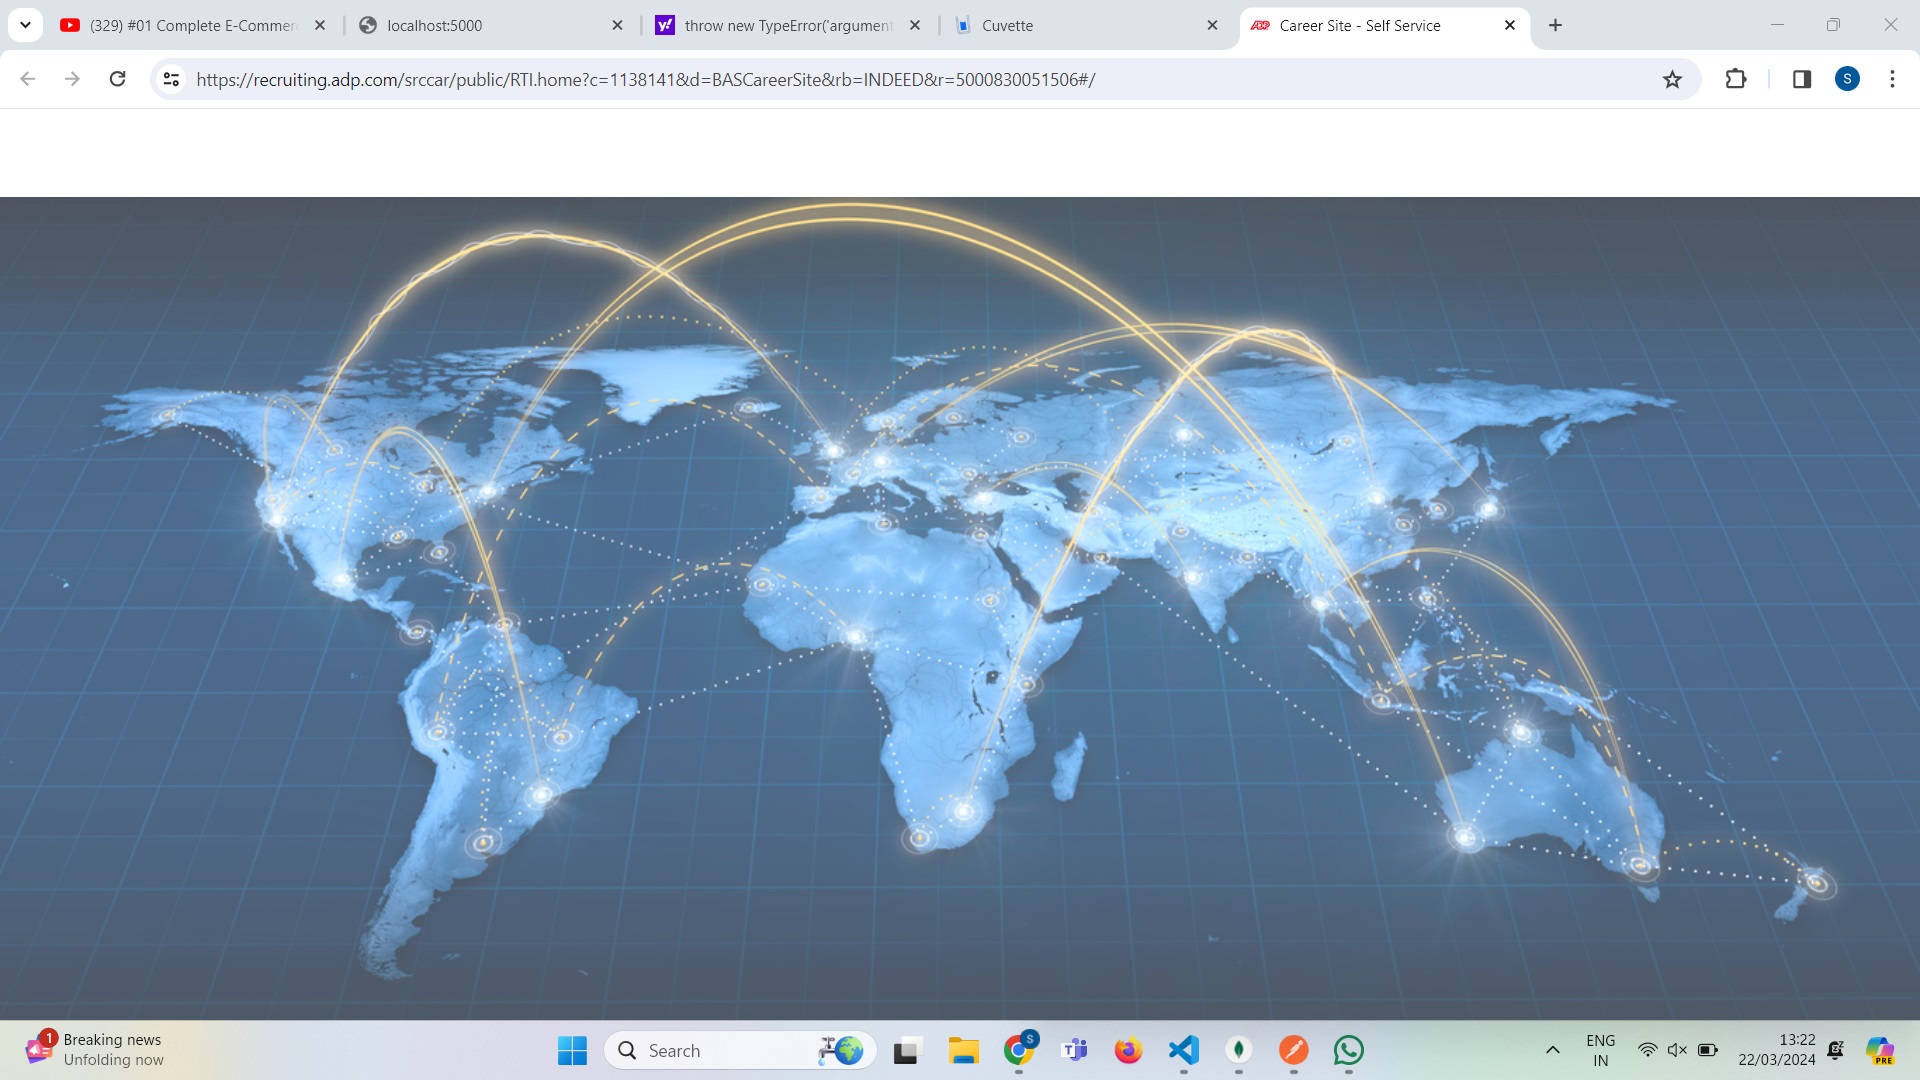 (329) #01 Complete E-Commer
localhost:5000
throw new TypeError('argument
Cuvette
Career Site - Self Service
https://recruiting.adp.com/srccar/public/RTI.home?c=1138141&d=BASCareerSite&rb=INDEED&r=5000830051506#/
S
1
Breaking news
Unfolding now
Search
S
ENG
IN
13:22
22/03/2024
PRE